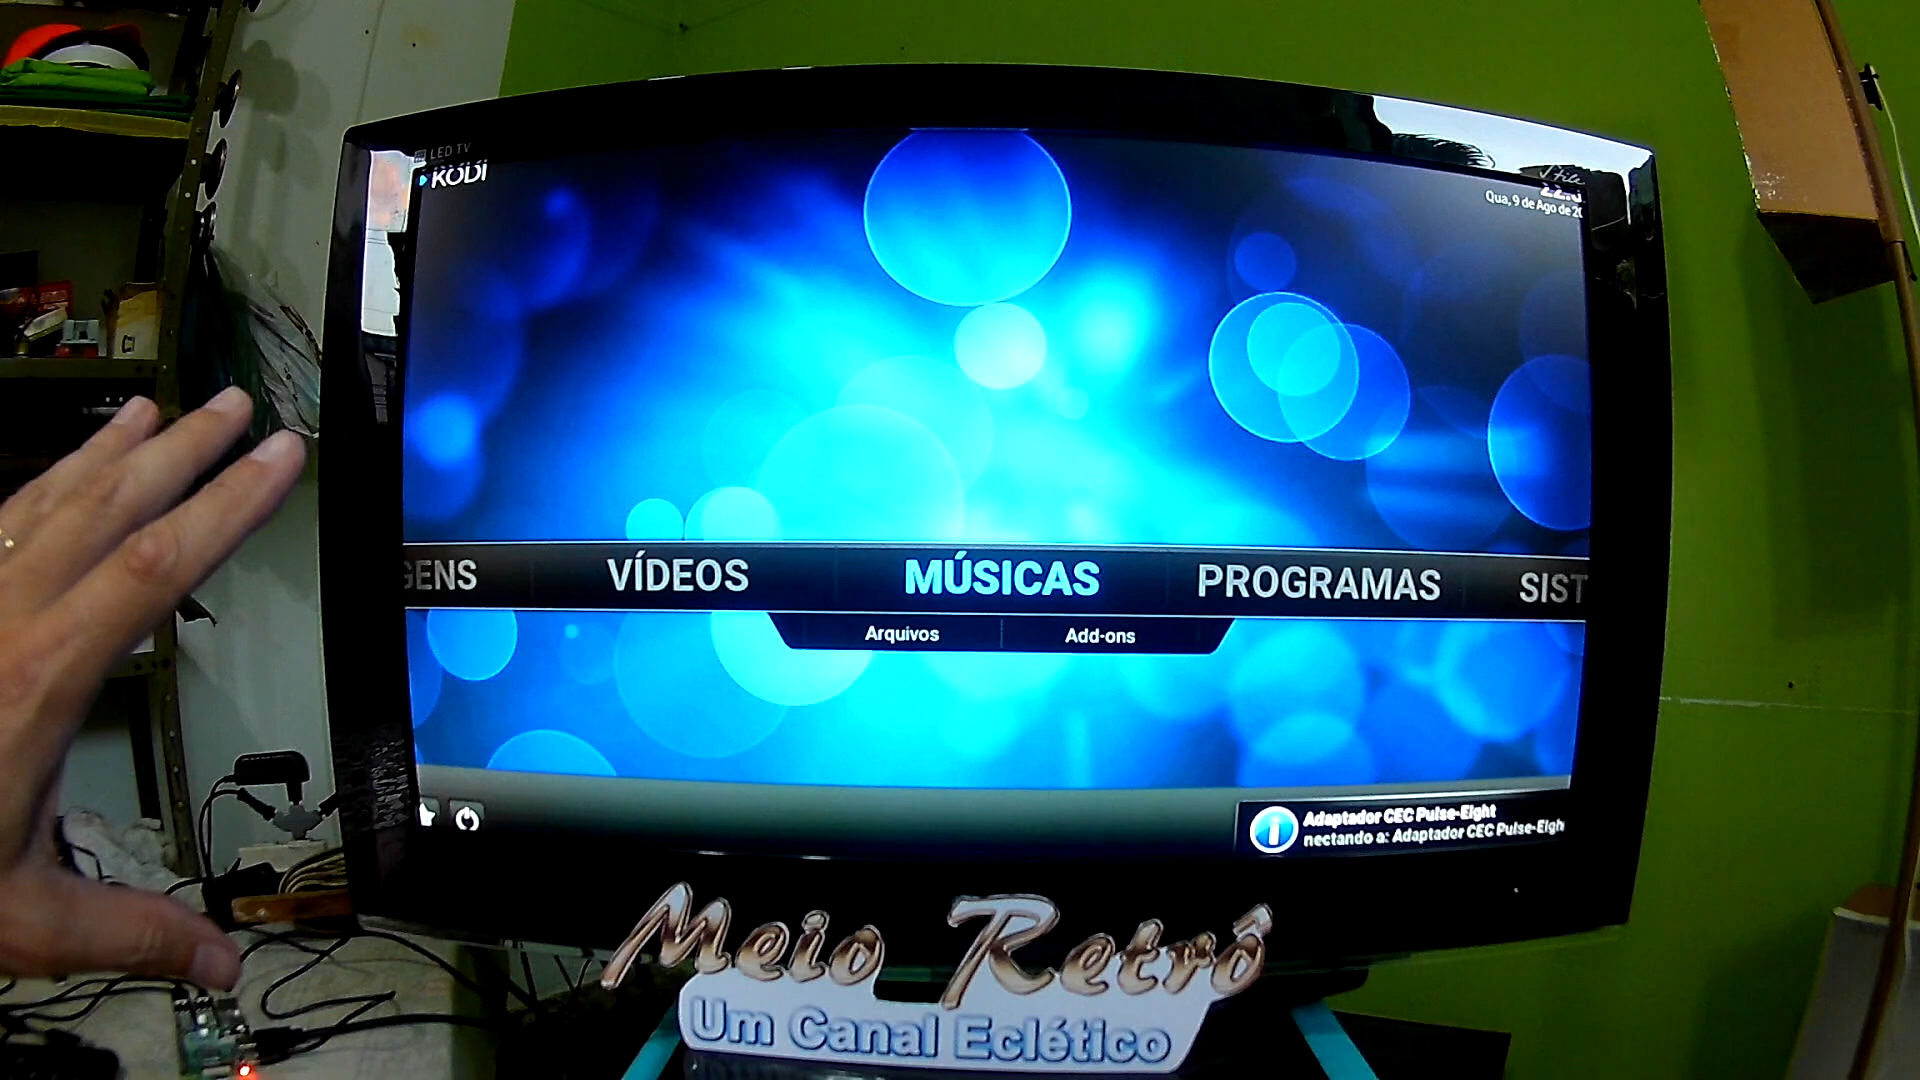 LED TV
KODI
Qua, 9 de Ago de 20
GENS
VÍDEOS
MÚSICAS
PROGRAMAS
SIST
Arquivos
Add-ons
Adaptador CEC Pulse-Eight
nectando a: Adaptador CEC Pulse-Eigh
Meio Retrô
Um Canal Eclético